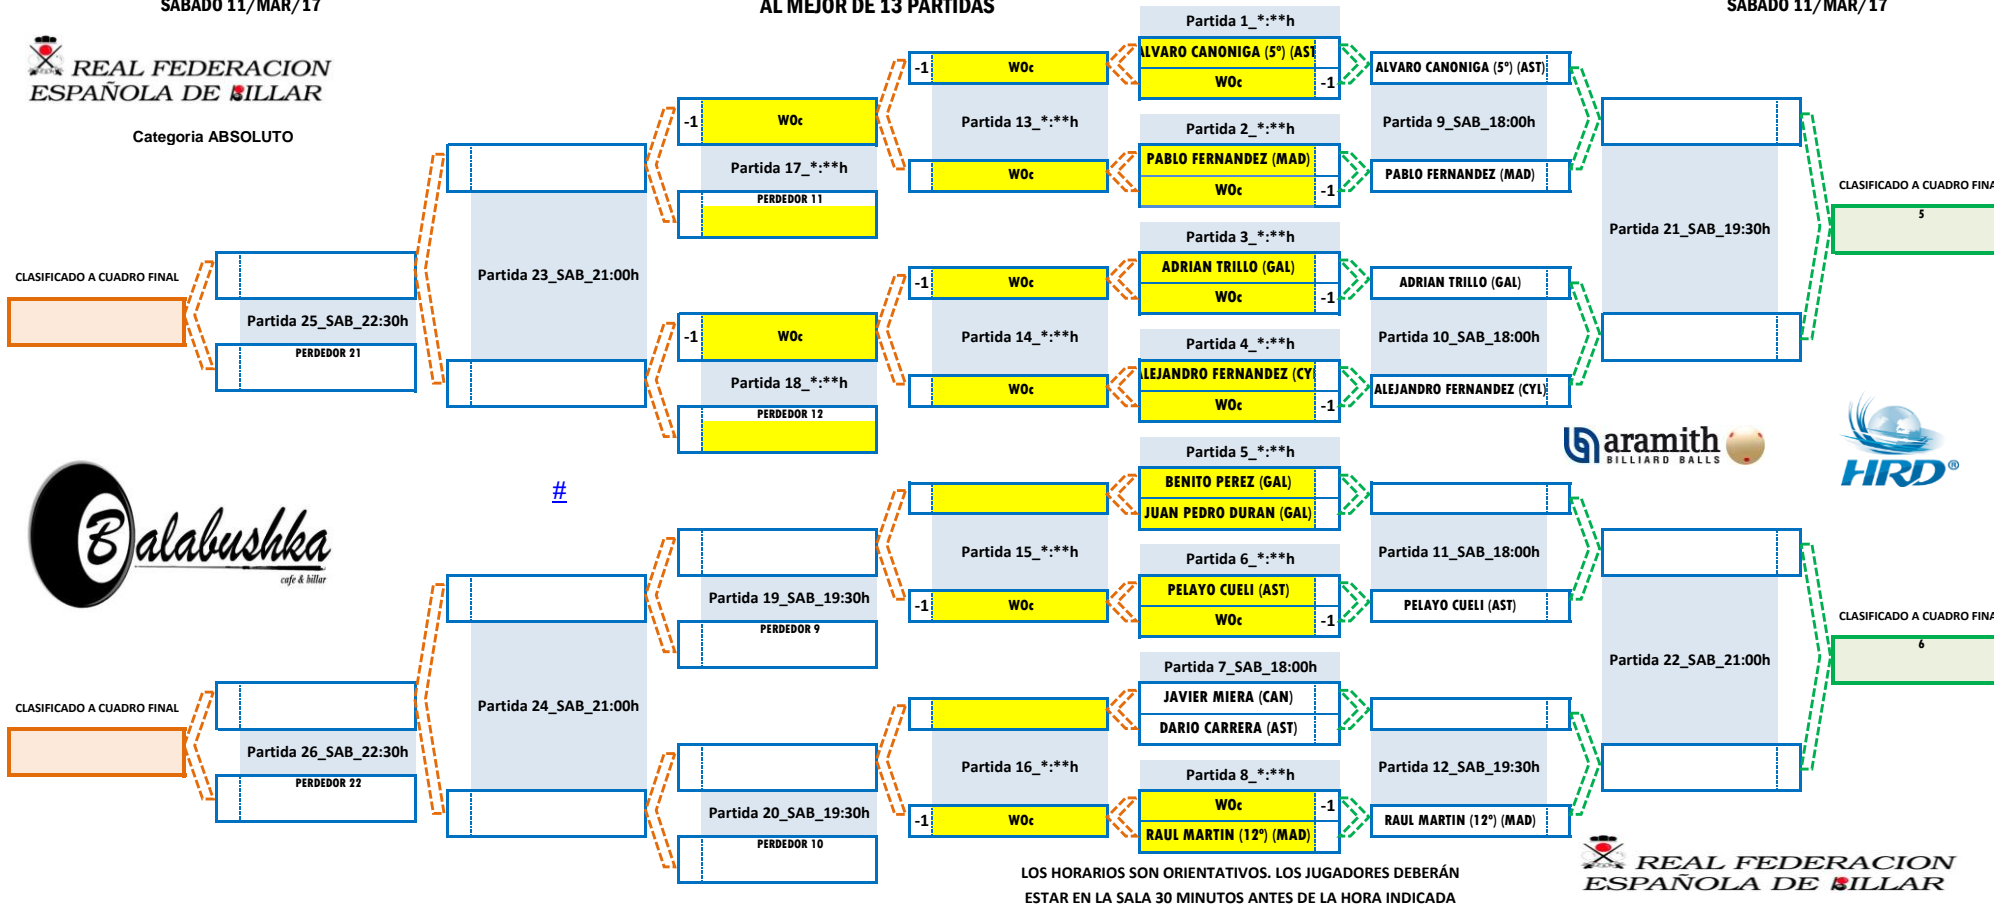 SABADO 11/MAR/17
AL MEJOR DE 13 PARTIDAS
SABADO 11/MAR/17
REAL FEDERACION
ESPAÑOLA DE BILLAR
Categoria ABSOLUTO
CLASIFICADO A CUADRO FINAL
Partida 25_SAB_22:30h
PERDEDOR 21
CLASIFICADO A CUADRO FINAL
Partida 26_SAB_22:30h
PERDEDOR 22
Balabushka
cafe & billar
Partida 23_SAB_21:00h
#
Partida 24_SAB_21:00h
-1 WOc
Partida 17_*:**h
PERDEDOR 11
-1 WOc
Partida 18_*:**h
PERDEDOR 12
Partida 19_SAB_19:30h
PERDEDOR 9
Partida 20_SAB_19:30h
PERDEDOR 10
-1 WOc
Partida 13_*:**h
WOc
-1 WOc
Partida 14_*:**h
WOc
Partida 15_*:**h
-1 WOc
Partida 16_*:**h
-1 WOc
Partida 1_*:**h
ALVARO CANONIGA (5º) (AST
WOc -1
Partida 2_*:**h
PABLO FERNANDEZ (MAD)
WOc -1
Partida 3_*:**h
ADRIAN TRILLO (GAL)
WOc -1
Partida 4_*:**h
LEJANDRO FERNANDEZ (CY
WOc -1
Partida 5_*:**h
BENITO PEREZ (GAL)
JUAN PEDRO DURAN (GAL)
Partida 6_*:**h
PELAYO CUELI (AST)
WOc -1
Partida 7_SAB_18:00h
JAVIER MIERA (CAN)
DARIO CARRERA (AST)
Partida 8_*:**h
WOc -1
RAUL MARTIN (12º) (MAD)
ALVARO CANONIGA (5º) (AST)
Partida 9_SAB_18:00h
PABLO FERNANDEZ (MAD)
ADRIAN TRILLO (GAL)
Partida 10_SAB_18:00h
ALEJANDRO FERNANDEZ (CYL)
Partida 11_SAB_18:00h
PELAYO CUELI (AST)
Partida 12_SAB_19:30h
RAUL MARTIN (12º) (MAD)
Partida 21_SAB_19:30h
aramith
BILLIARD BALLS
HRD®
Partida 22_SAB_21:00h
CLASIFICADO A CUADRO FINA
5
CLASIFICADO A CUADRO FINA
6
LOS HORARIOS SON ORIENTATIVOS. LOS JUGADORES DEBERÁN
ESTAR EN LA SALA 30 MINUTOS ANTES DE LA HORA INDICADA
REAL FEDERACION
ESPAÑOLA DE BILLAR